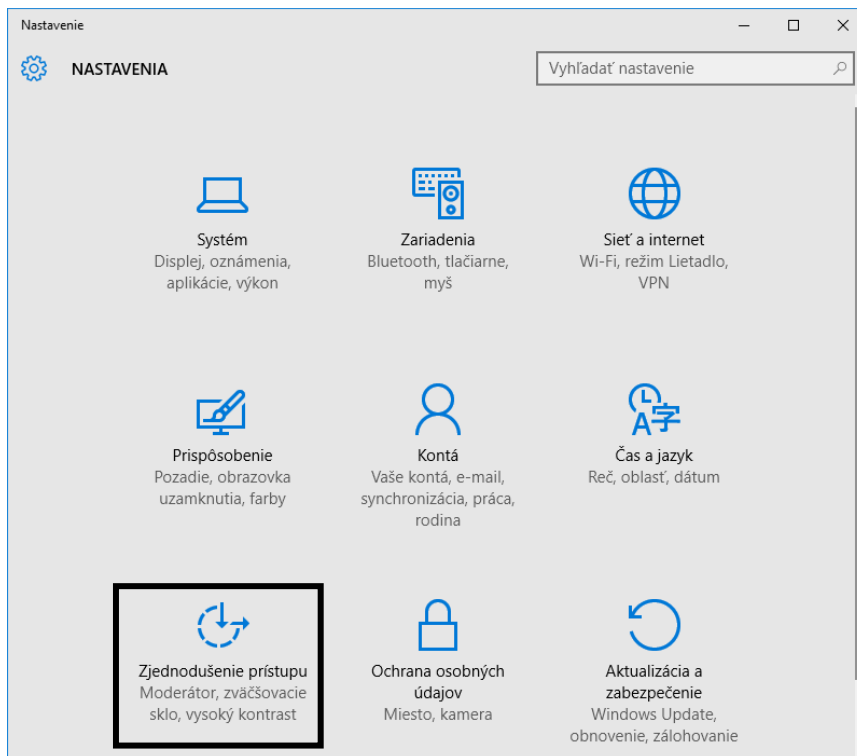 Nastavenie
NASTAVENIA
Vyhľadať nastavenie
Systém
Displej, oznámenia,
aplikácie, výkon
Zariadenia
Bluetooth, tlačiarne,
myš
Sieť a internet
Wi-Fi, režim Lietadlo,
VPN
Prispôsobenie
Pozadie, obrazovka
uzamknutia, farby
Kontá
Vaše kontá, e-mail,
synchronizácia, práca,
rodina
Čas a jazyk
Reč, oblasť, dátum
Zjednodušenie prístupu
Moderátor, zväčšovacie
sklo, vysoký kontrast
Ochrana osobných
údajov
Miesto, kamera
Aktualizácia a
zabezpečenie
Windows Update,
obnovenie, zálohovanie